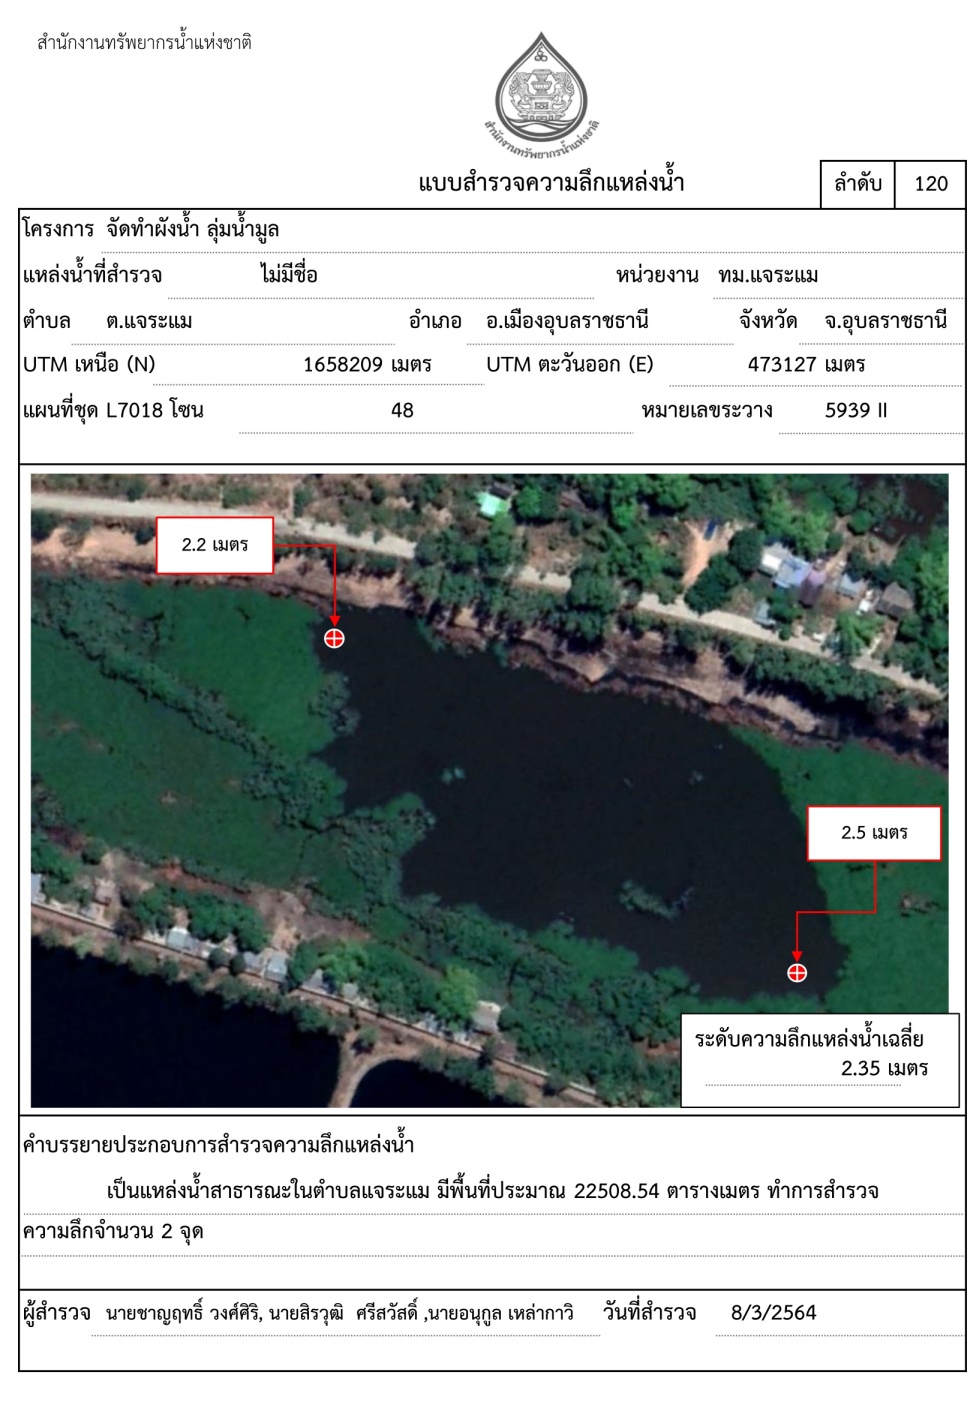 สำนักงานทรัพยากรน้ำแห่งชาติ
สำนักงานทรัพยากรน้ำแห่งชาติ
แบบสำรวจความลึกแหล่งน้ำ
ลำดับ 120
โครงการ จัดทำผังน้ำ ลุ่มน้ำมูล
แหล่งน้ำที่สำรวจ ไม่มีชื่อ หน่วยงาน ทม.แจระแม
ตำบล ต.แจระแม อำเภอ อ.เมืองอุบลราชธานี จังหวัด จ.อุบลราชธานี
UTM เหนือ (N) 1658209 เมตร UTM ตะวันออก (E) 473127 เมตร
แผนที่ชุด L7018 โซน 48 หมายเลขระวาง 5939 II
2.2 เมตร
2.5 เมตร
ระดับความลึกแหล่งน้ำเฉลี่ย
2.35 เมตร
คำบรรยายประกอบการสำรวจความลึกแหล่งน้ำ
เป็นแหล่งน้ำสาธารณะในตำบลแจระแม มีพื้นที่ประมาณ 22508.54 ตารางเมตร ทำการสำรวจ
ความลึกจำนวน 2 จุด
ผู้สำรวจ นายชาญฤทธิ์ วงศ์ศิริ, นายสิรวุฒิ ศรีสวัสดิ์ ,นายอนุกูล เหล่ากาวิ วันที่สำรวจ 8/3/2564